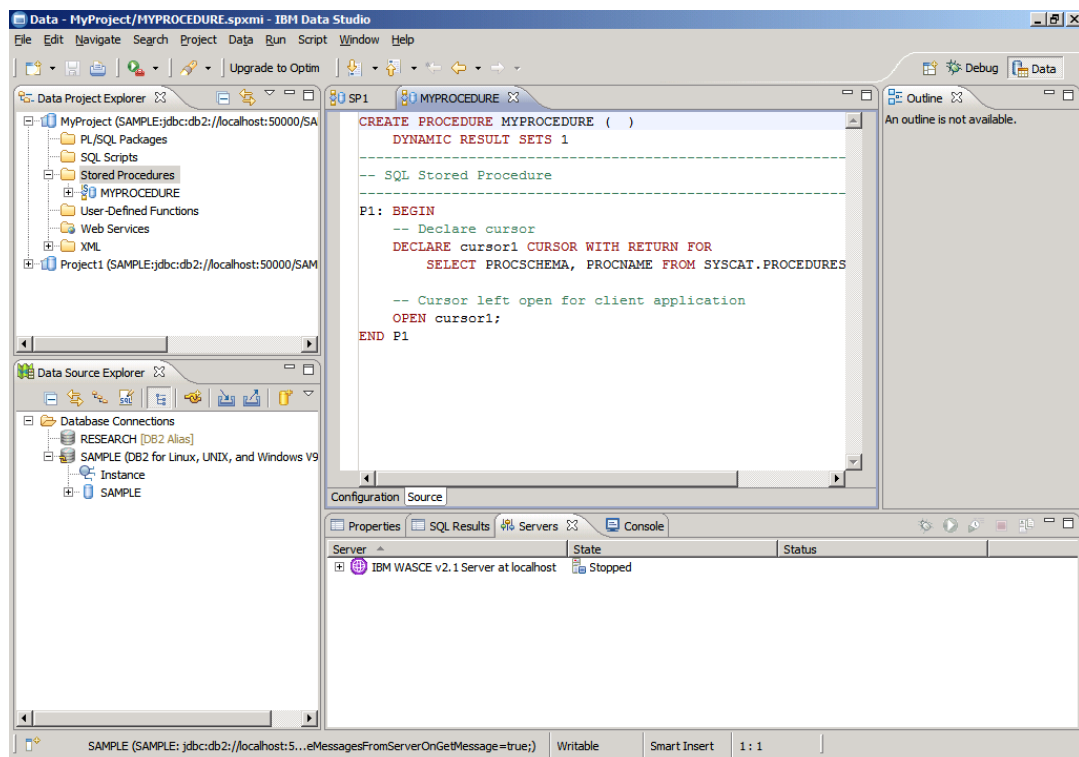 Data - MyProject/MYPROCEDURE.spxmi - IBM Data Studio
File Edit Navigate Search Project Data Run Script Window Help
Upgrade to Optim
Debug
Data
Data Project Explorer
MyProject (SAMPLE:jdbc:db2://localhost:50000/SA
PL/SQL Packages
SQL Scripts
Stored Procedures
MYPROCEDURE
User-Defined Functions
Web Services
XML
Project1 (SAMPLE:jdbc:db2://localhost:50000/SAM
SP1
MYPROCEDURE
CREATE PROCEDURE MYPROCEDURE ( )
DYNAMIC RESULT SETS 1
------------------------------------------------------------------------
-- SQL Stored Procedure
------------------------------------------------------------------------
P1: BEGIN
-- Declare cursor
DECLARE cursor1 CURSOR WITH RETURN FOR
SELECT PROCSCHEMA, PROCNAME FROM SYSCAT.PROCEDURES
-- Cursor left open for client application
OPEN cursor1;
END P1
Configuration Source
Outline
An outline is not available.
Data Source Explorer
Database Connections
RESEARCH [DB2 Alias]
SAMPLE (DB2 for Linux, UNIX, and Windows V9
Instance
SAMPLE
Properties SQL Results Servers Console
Server State Status
IBM WASCE v2.1 Server at localhost Stopped
SAMPLE (SAMPLE: jdbc:db2://localhost:5...eMessagesFromServerOnGetMessage=true;) Writable Smart Insert 1 : 1